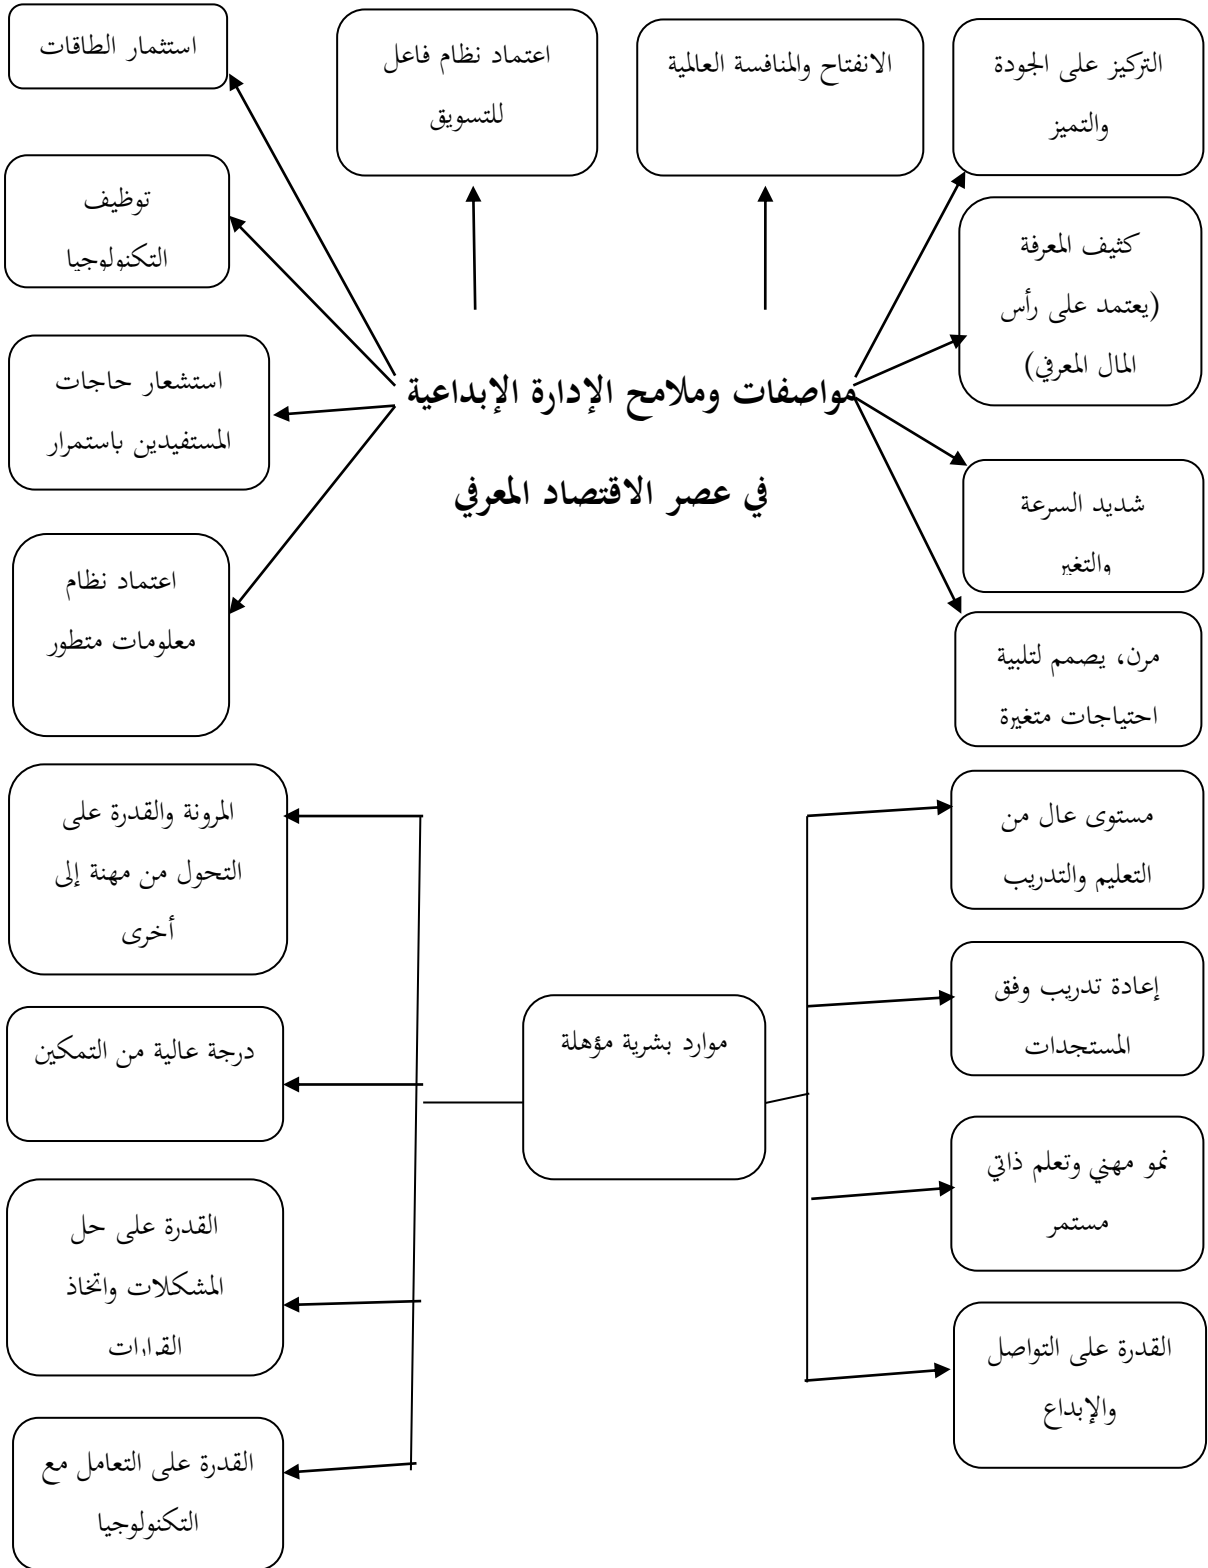 التركيز على الجودة
والتميز
الانفتاح والمنافسة العالمية
اعتماد نظام فاعل
للتسويق
استثمار الطاقات
كثيف المعرفة
(يعتمد على رأس
المال المعرفي)
توظيف
التكنولوجيا
مواصفات وملامح الإدارة الإبداعية
في عصر الاقتصاد المعرفي
شديد السرعة
والتغير
استشعار حاجات
المستفيدين باستمرار
مرن، يصمم لتلبية
احتياجات متغيرة
اعتماد نظام
معلومات متطور
مستوى عال من
التعليم والتدريب
إعادة تدريب وفق
المستجدات
نمو مهني وتعلم ذاتي
مستمر
القدرة على التواصل
والإبداع
موارد بشرية مؤهلة
المرونة والقدرة على
التحول من مهنة إلى
أخرى
درجة عالية من التمكين
القدرة على حل
المشكلات واتخاذ
القرارات
القدرة على التعامل مع
التكنولوجيا